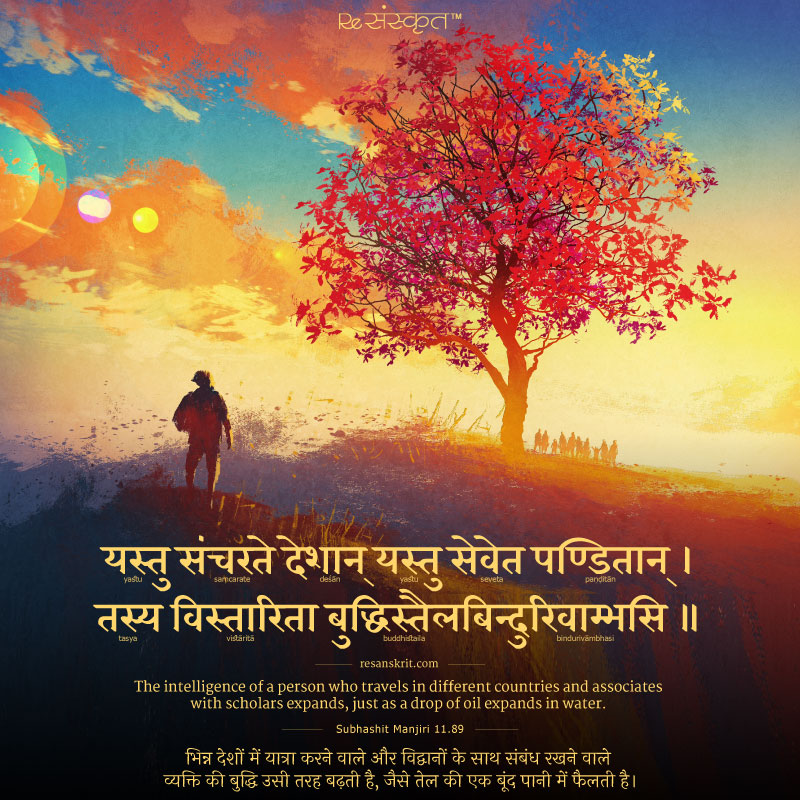 Re संस्कृत™
यस्तु संचरते देशान् यस्तु सेवेत पण्डितान् ।
yastu saṃcarate deśān yastu seveta paṇḍitān
तस्य विस्तारिता बुद्धिस्तैलबिन्दुरिवाम्भसि ॥
tasya vistāritā buddhistaila bindurivāmbhasi
resanskrit.com
The intelligence of a person who travels in different countries and associates
with scholars expands, just as a drop of oil expands in water.
Subhashit Manjiri 11.89
भिन्न देशों में यात्रा करने वाले और विद्वानों के साथ संबंध रखने वाले
व्यक्ति की बुद्धि उसी तरह बढ़ती है, जैसे तेल की एक बूंद पानी में फैलती है।